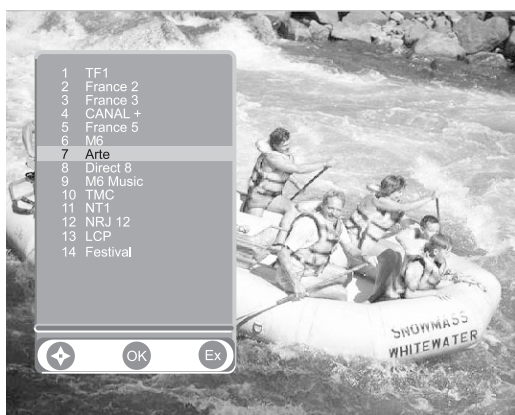 1 TF1
2 France 2
3 France 3
4 CANAL +
5 France 5
6 M6
7 Arte
8 Direct 8
9 M6 Music
10 TMC
11 NT1
12 NRJ 12
13 LCP
14 Festival
OK
Ex
SNOWMASS
WHITEWATER